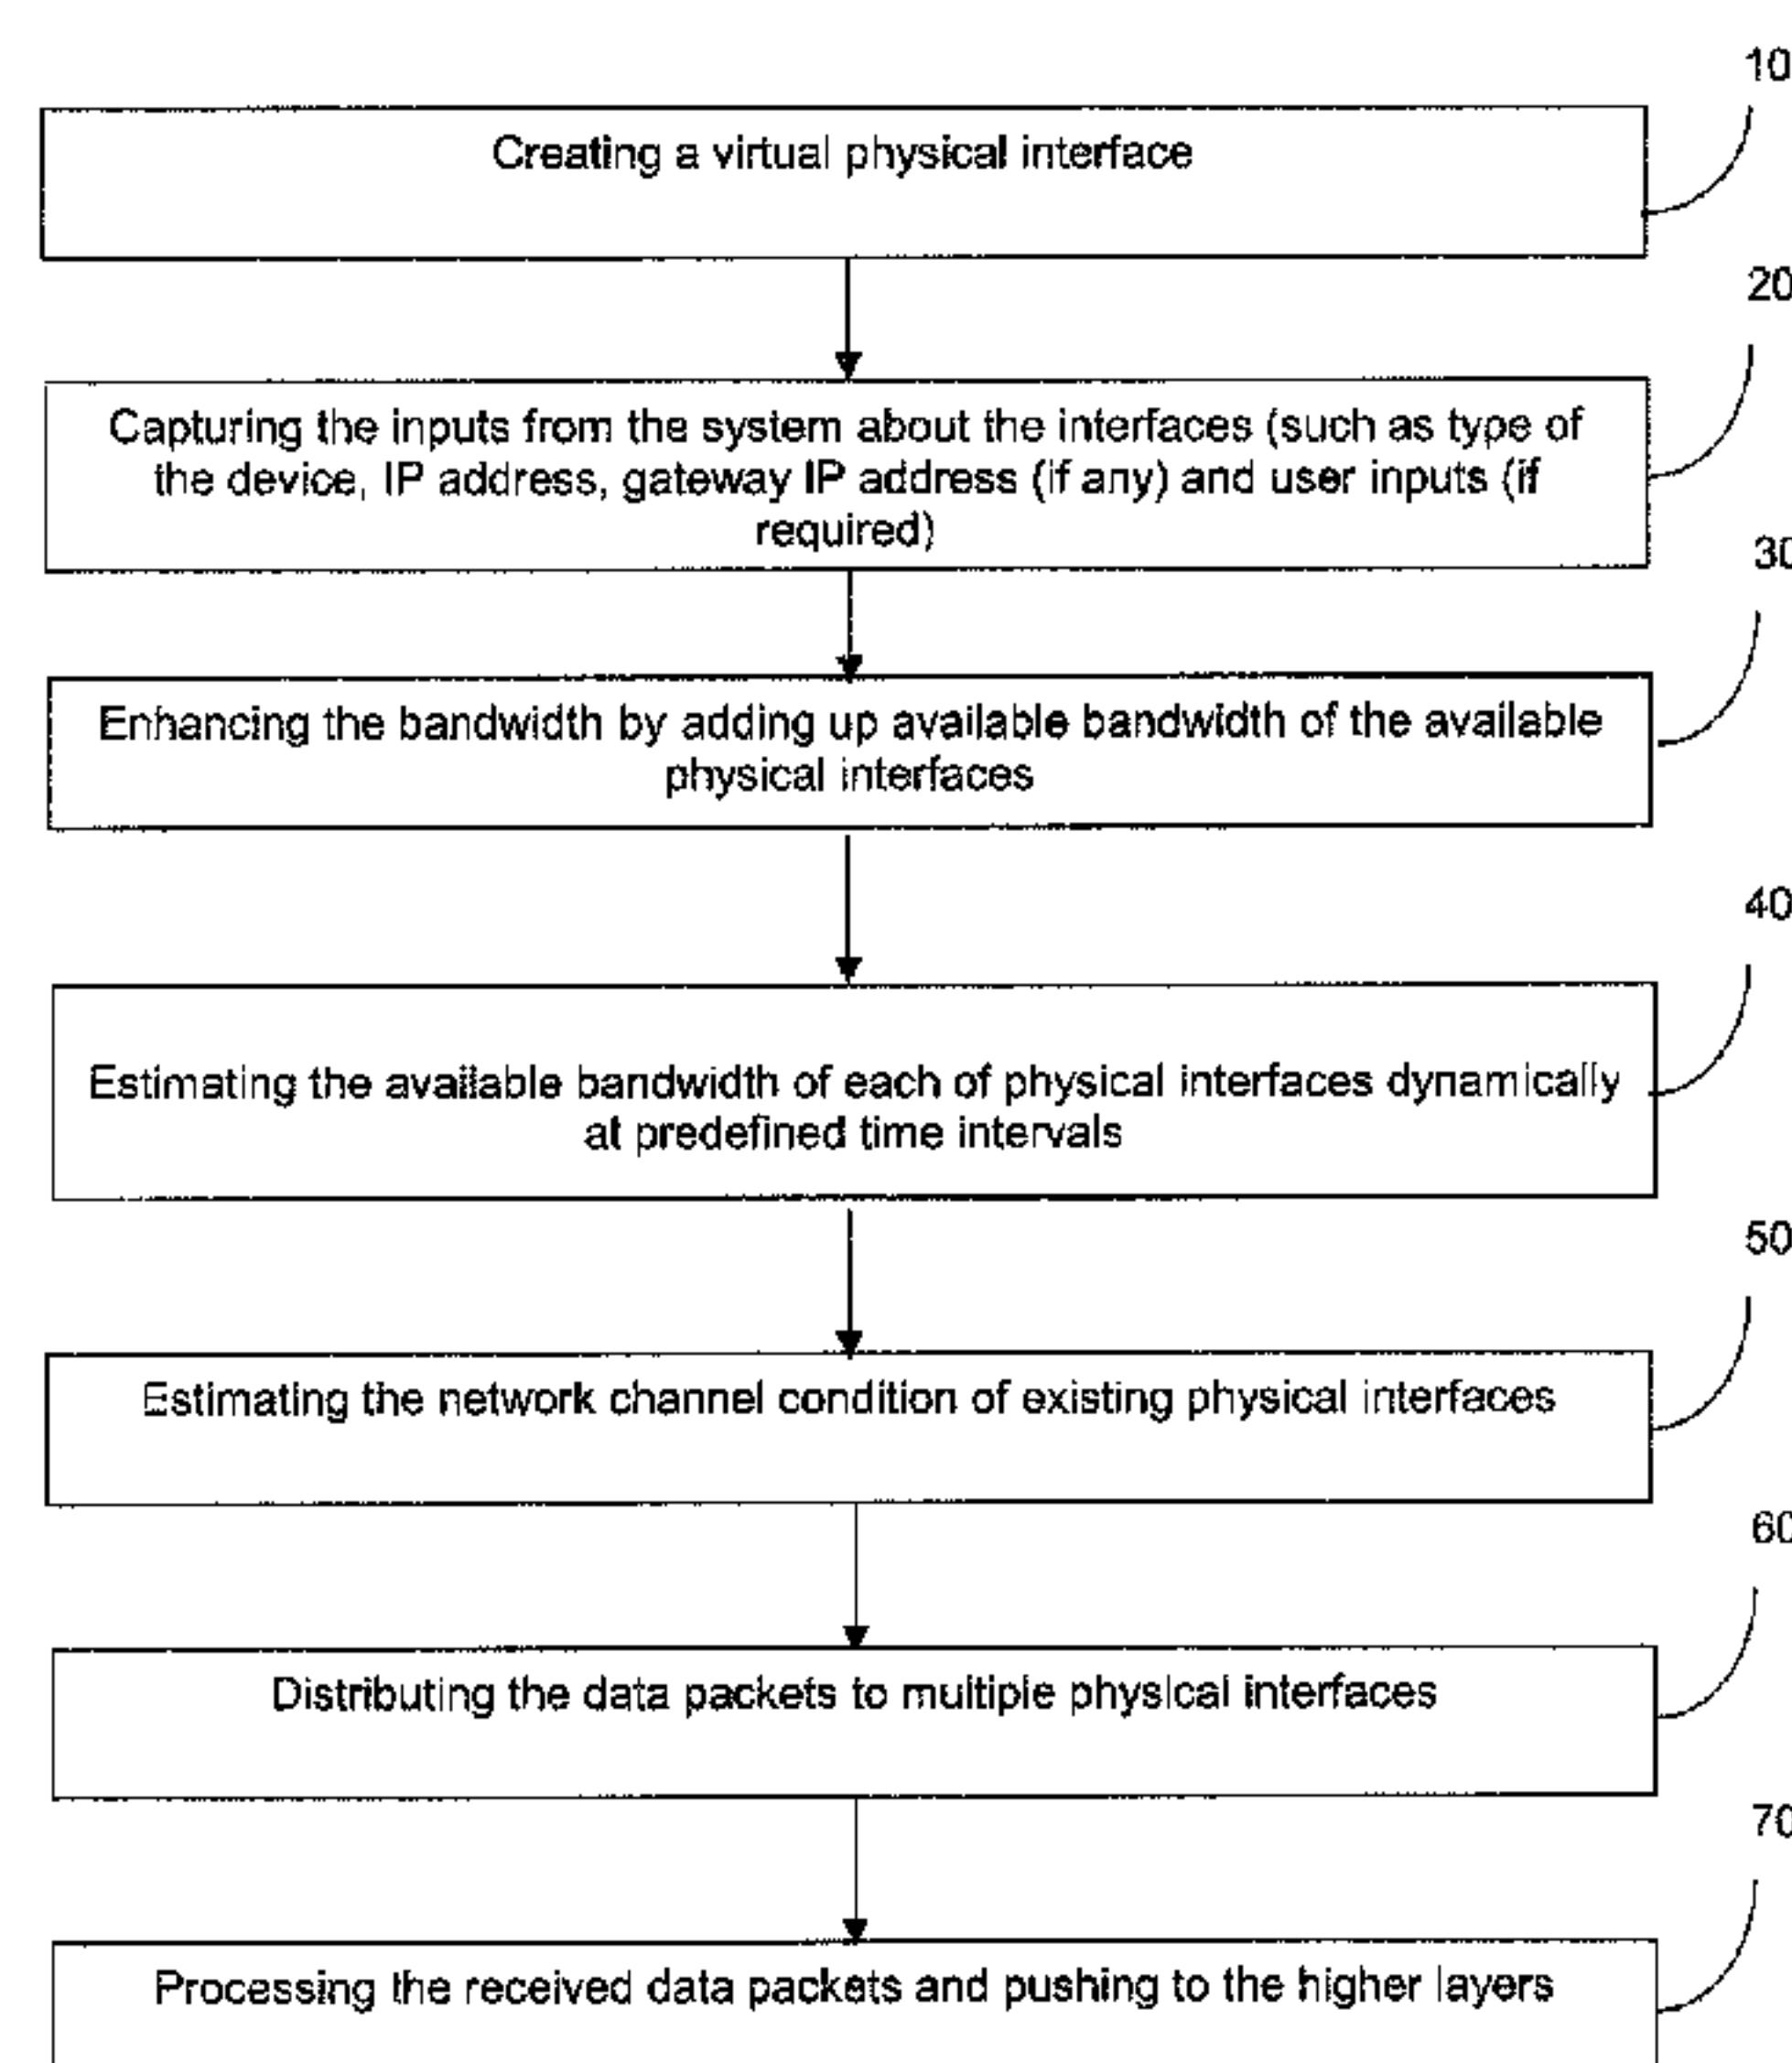 10
Creating a virtual physical interface
20
Capturing the inputs from the system about the interfaces (such as type of
the device, IP address, gateway IP address (if any) and user inputs (if
required)
30
Enhancing the bandwidth by adding up available bandwidth of the available
physical interfaces
40
Estimating the available bandwidth of each of physical interfaces dynamically
at predefined time intervals
50
Estimating the network channel condition of existing physical interfaces
60
Distributing the data packets to multiple physical interfaces
70
Processing the received data packets and pushing to the higher layers